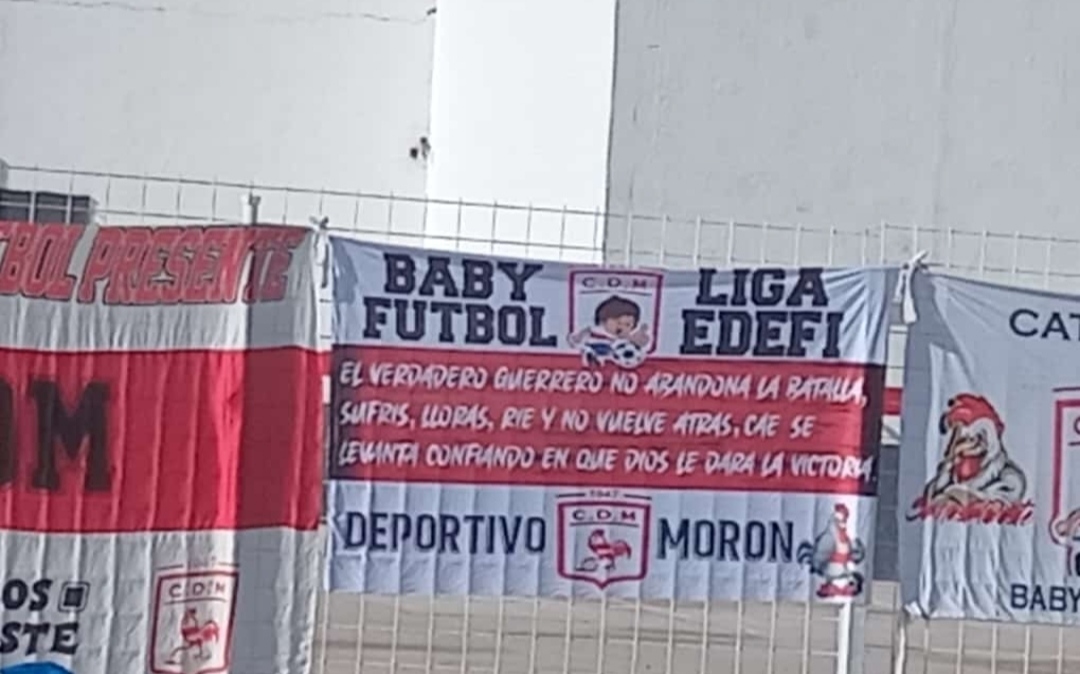 TBOL PRESENTE
DM
OS
STE
C.D.M
BABY FUTBOL
C.D.M
LIGA EDEFI
EL VERDADERO GUERRERO NO ABANDONA LA BATALLA,
SUFRIS, LLORAS, RIE Y NO VUELVE ATRAS, CAE SE
LEVANTA CONFIANDO EN QUE DIOS LE DARA LA VICTORIA.
1947
DEPORTIVO
C.D.M
MORON
CAT
BABY